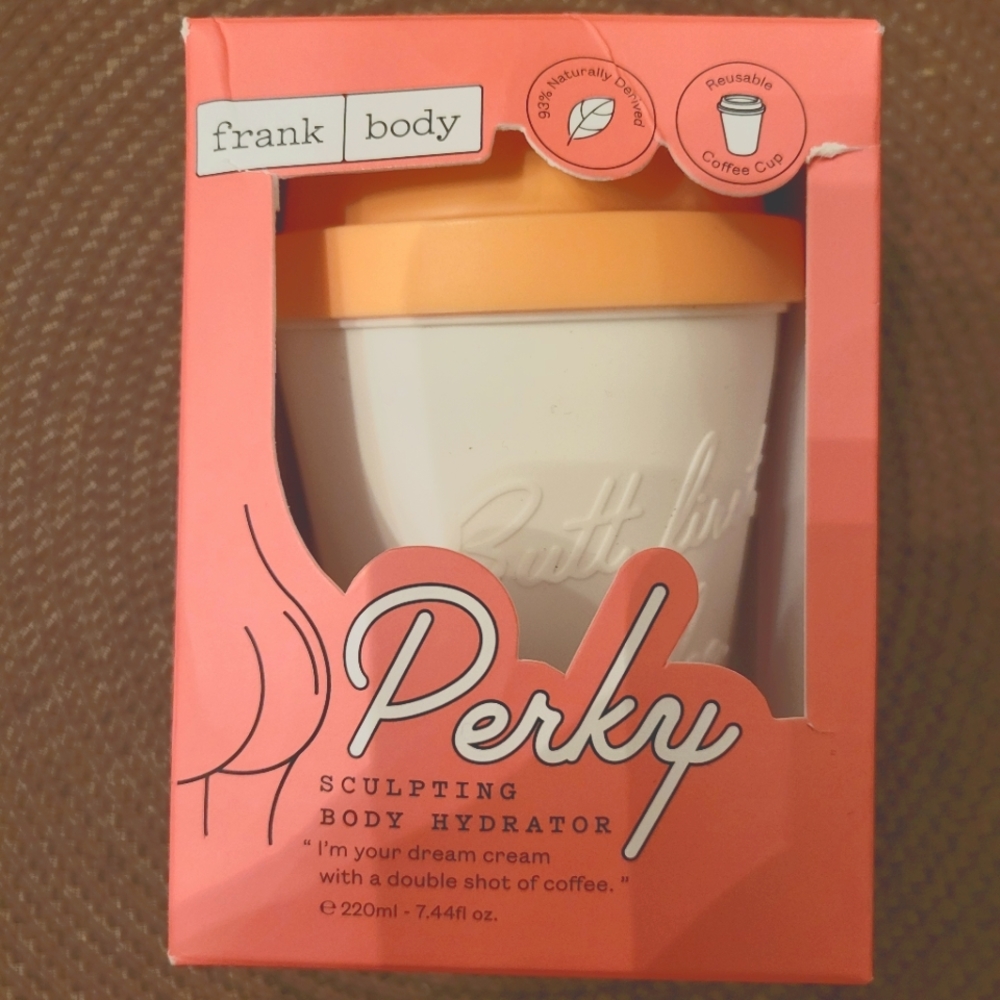 frank body
93% Naturally Derived
Reusable
Coffee Cup
Butt
Perky
SCULPTING
BODY HYDRATOR
“ I'm your dream cream
with a double shot of coffee. ”
℮ 220ml - 7.44fl oz.